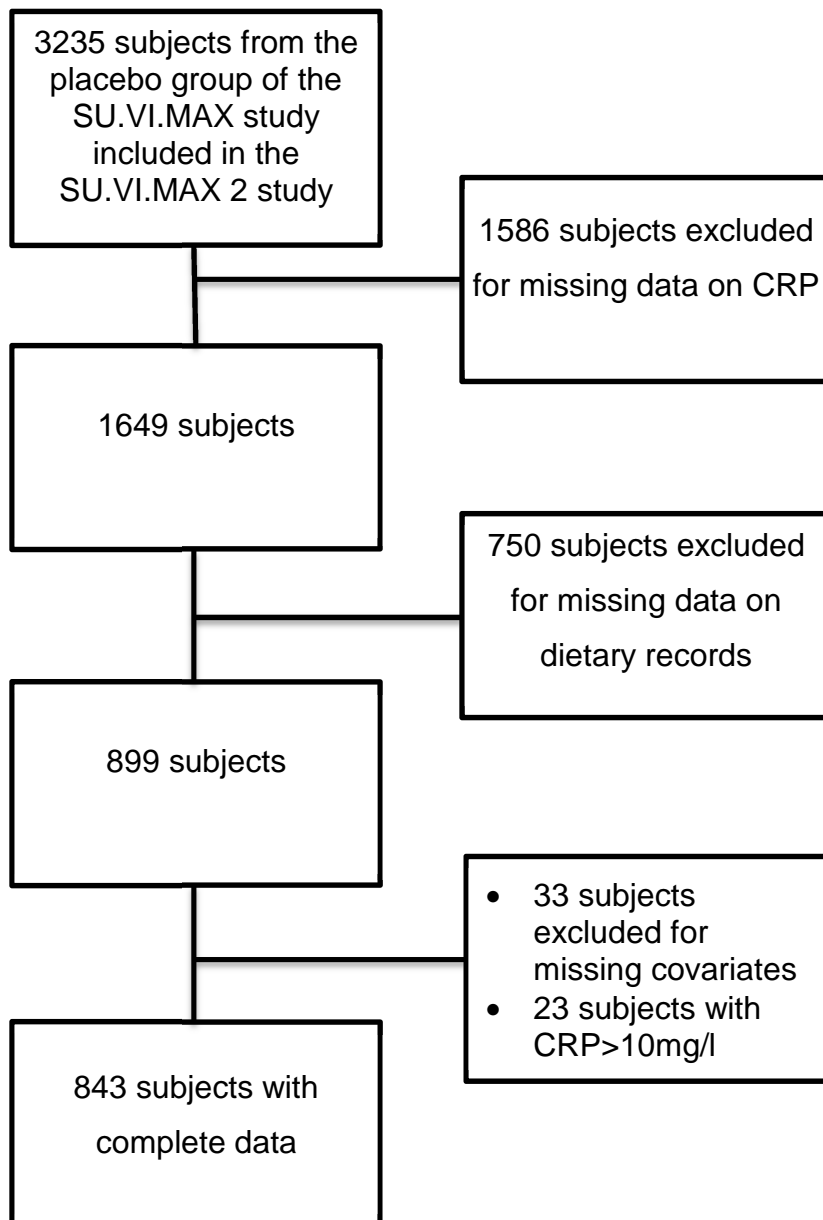 3235 subjects from the
placebo group of the
SU.VI.MAX study
included in the
SU.VI.MAX 2 study
1586 subjects excluded
for missing data on CRP
1649 subjects
750 subjects excluded
for missing data on
dietary records
899 subjects
• 33 subjects
excluded for
missing covariates
• 23 subjects with
CRP>10mg/l
843 subjects with
complete data